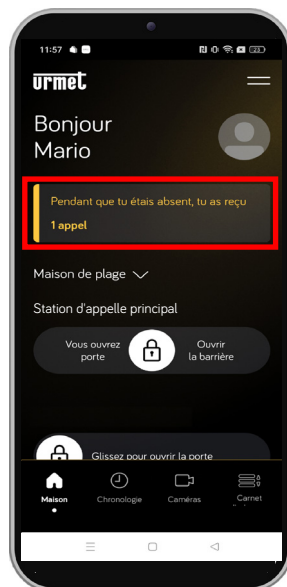 11:57
urmet
Bonjour
Mario
Pendant que tu étais absent, tu as reçu
1 appel
Maison de plage
Station d'appelle principal
Vous ouvrez
porte
Ouvrir
la barrière
Glissez pour ouvrir la porte
Maison
Chronologie
Caméras
Carnet